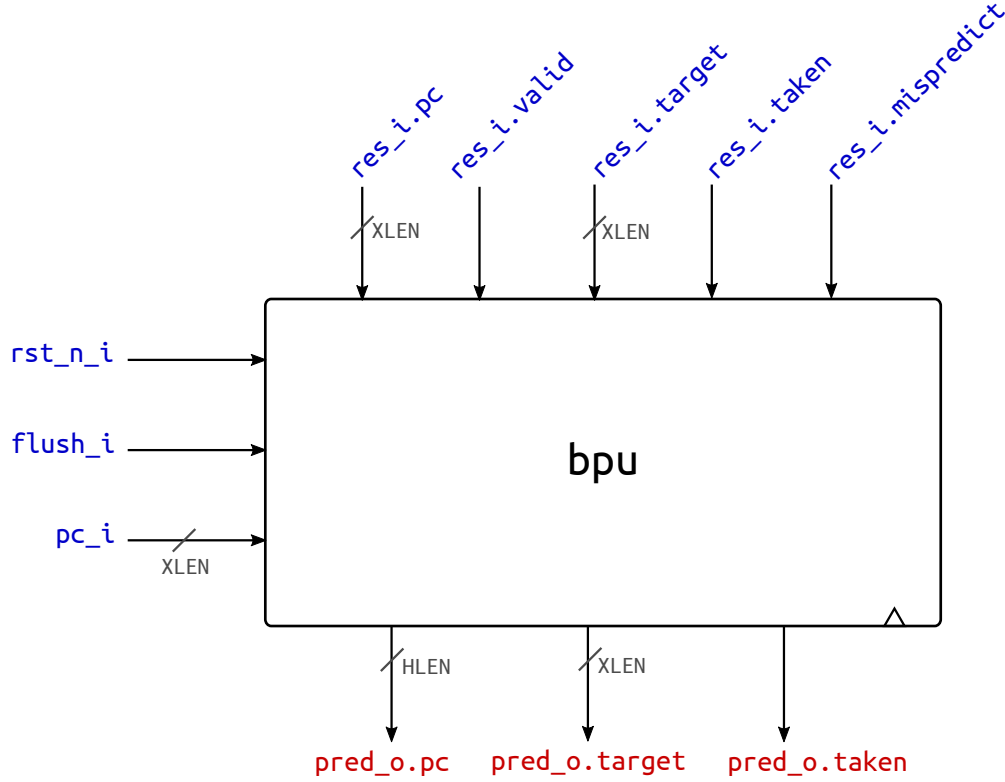 res_i.pc
res_i.valid
res_i.target
res_i.taken
res_i.mispredict
XLEN
XLEN
rst_n_i
flush_i
bpu
pc_i
XLEN
HLEN
XLEN
pred_o.pc
pred_o.target
pred_o.taken